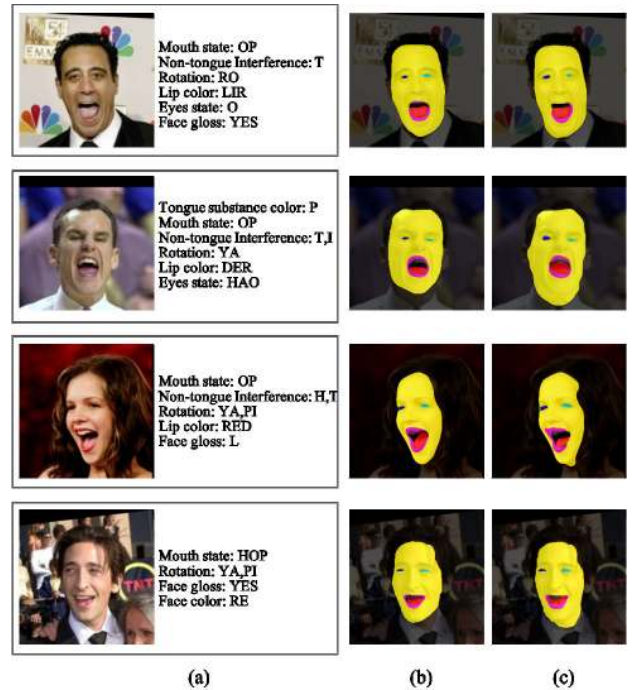 Mouth state: OP
Non-tongue Interference: T
Rotation: RO
Lip color: LIR
Eyes state: O
Face gloss: YES
Tongue substance color: P
Mouth state: OP
Non-tongue Interference: T,I
Rotation: YA
Lip color: DER
Eyes state: HAO
Mouth state: OP
Non-tongue Interference: H,T
Rotation: YA,PI
Lip color: RED
Face gloss: L
TNT
Mouth state: HOP
Rotation: YA,PI
Face gloss: YES
Face color: RE
(a) (b) (c)